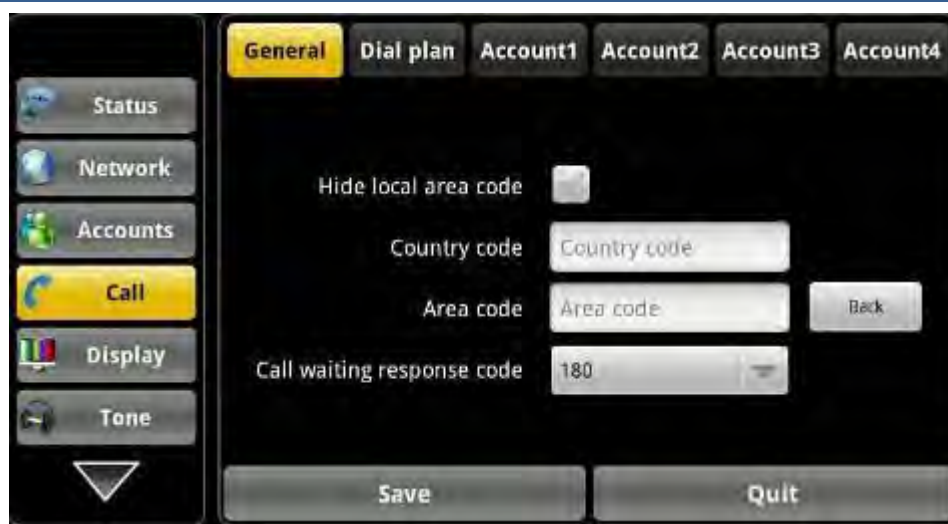 General Dial plan Account1 Account2 Account3 Account4
Status
Network
Accounts
Call
Display
Tone
Hide local area code
Country code Country code
Area code Area code Back
Call waiting response code 180
Save Quit